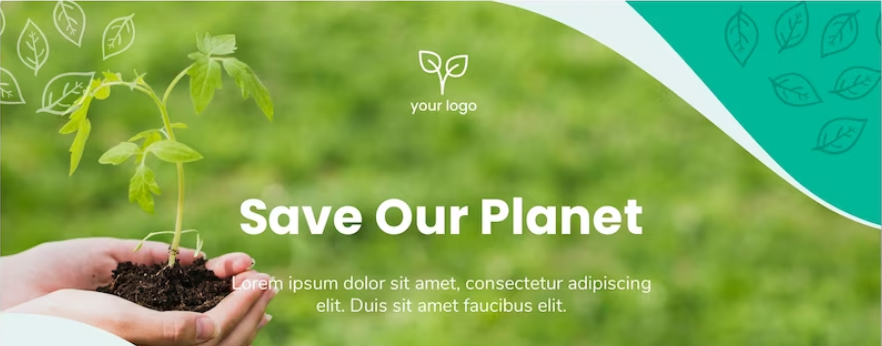 your logo
Save Our Planet
Lorem ipsum dolor sit amet, consectetur adipiscing
elit. Duis sit amet faucibus elit.